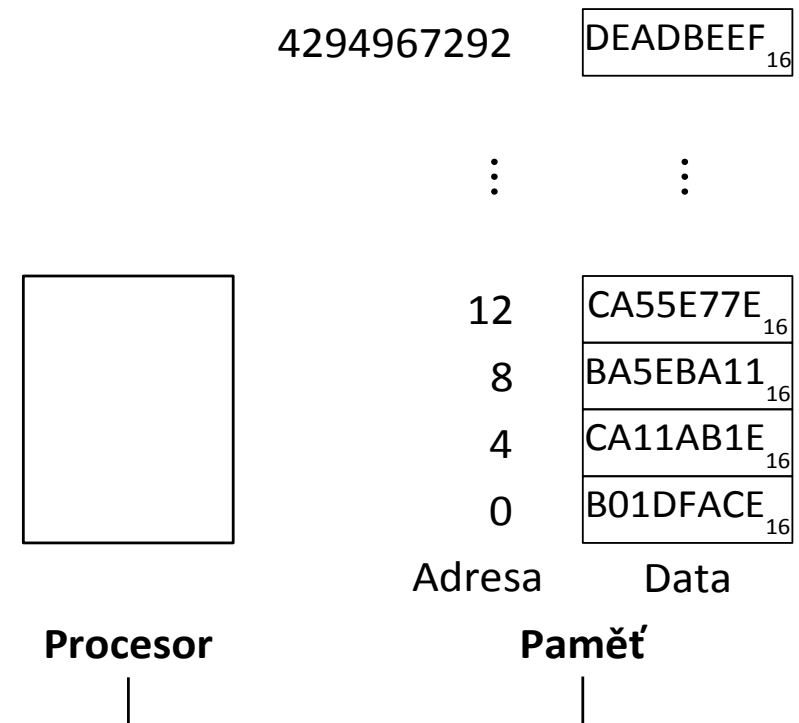 4294967292 DEADBEEF16
⋮ ⋮
12 CA55E77E16
8 BA5EBA1116
4 CA11AB1E16
0 B01DFACE16
Adresa Data
Procesor Paměť